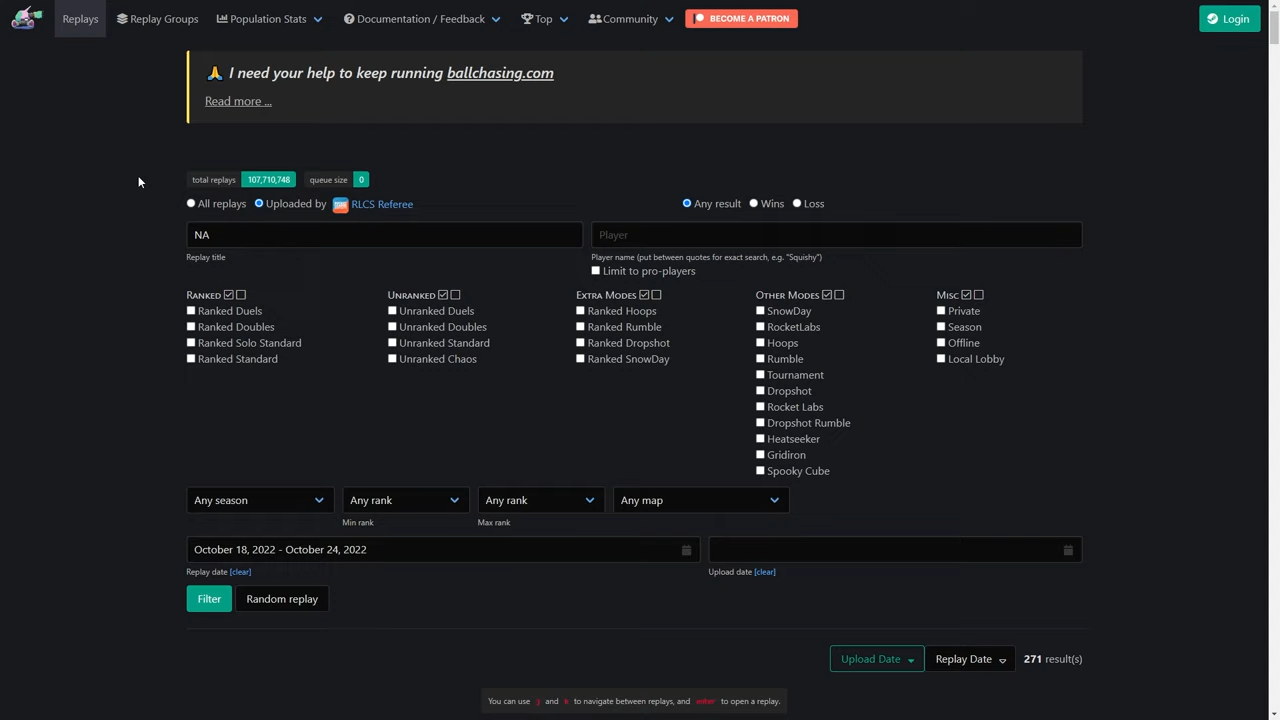 Replays Replay Groups Population Stats Documentation / Feedback Top Community BECOME A PATRON Login
🙏 I need your help to keep running ballchasing.com
Read more ...
total replays 107,710,748 queue size 0
All replays Uploaded by RLCS Referee Any result Wins Loss
NA Player
Replay title Player name (put between quotes for exact search, e.g. "Squishy")
Limit to pro-players
RANKED UNRANKED EXTRA MODES OTHER MODES MISC
Ranked Duels Unranked Duels Ranked Hoops SnowDay Private
Ranked Doubles Unranked Doubles Ranked Rumble RocketLabs Season
Ranked Solo Standard Unranked Standard Ranked Dropshot Hoops Offline
Ranked Standard Unranked Chaos Ranked SnowDay Rumble Local Lobby
Tournament
Dropshot
Rocket Labs
Dropshot Rumble
Heatseeker
Gridiron
Spooky Cube
Any season Any rank Any rank Any map
Min rank Max rank
October 18, 2022 - October 24, 2022
Replay date [clear] Upload date [clear]
Filter Random replay
Upload Date Replay Date 271 result(s)
You can use j and to navigate between replays, and enter to open a replay.